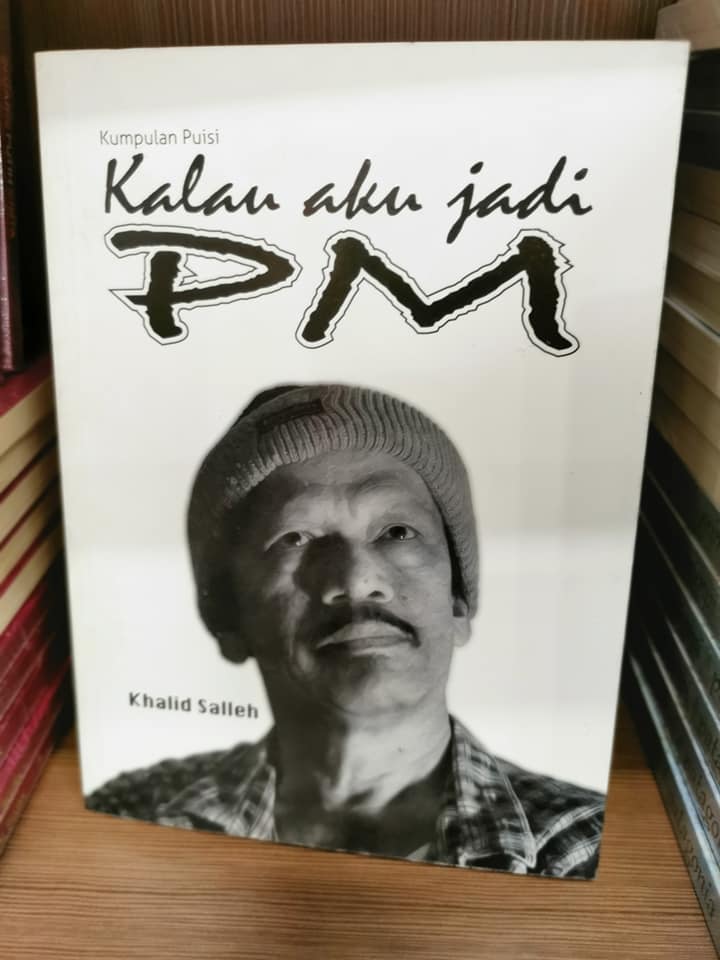 Kumpulan Puisi
Kalau aku jadi
PM
Khalid Salleh